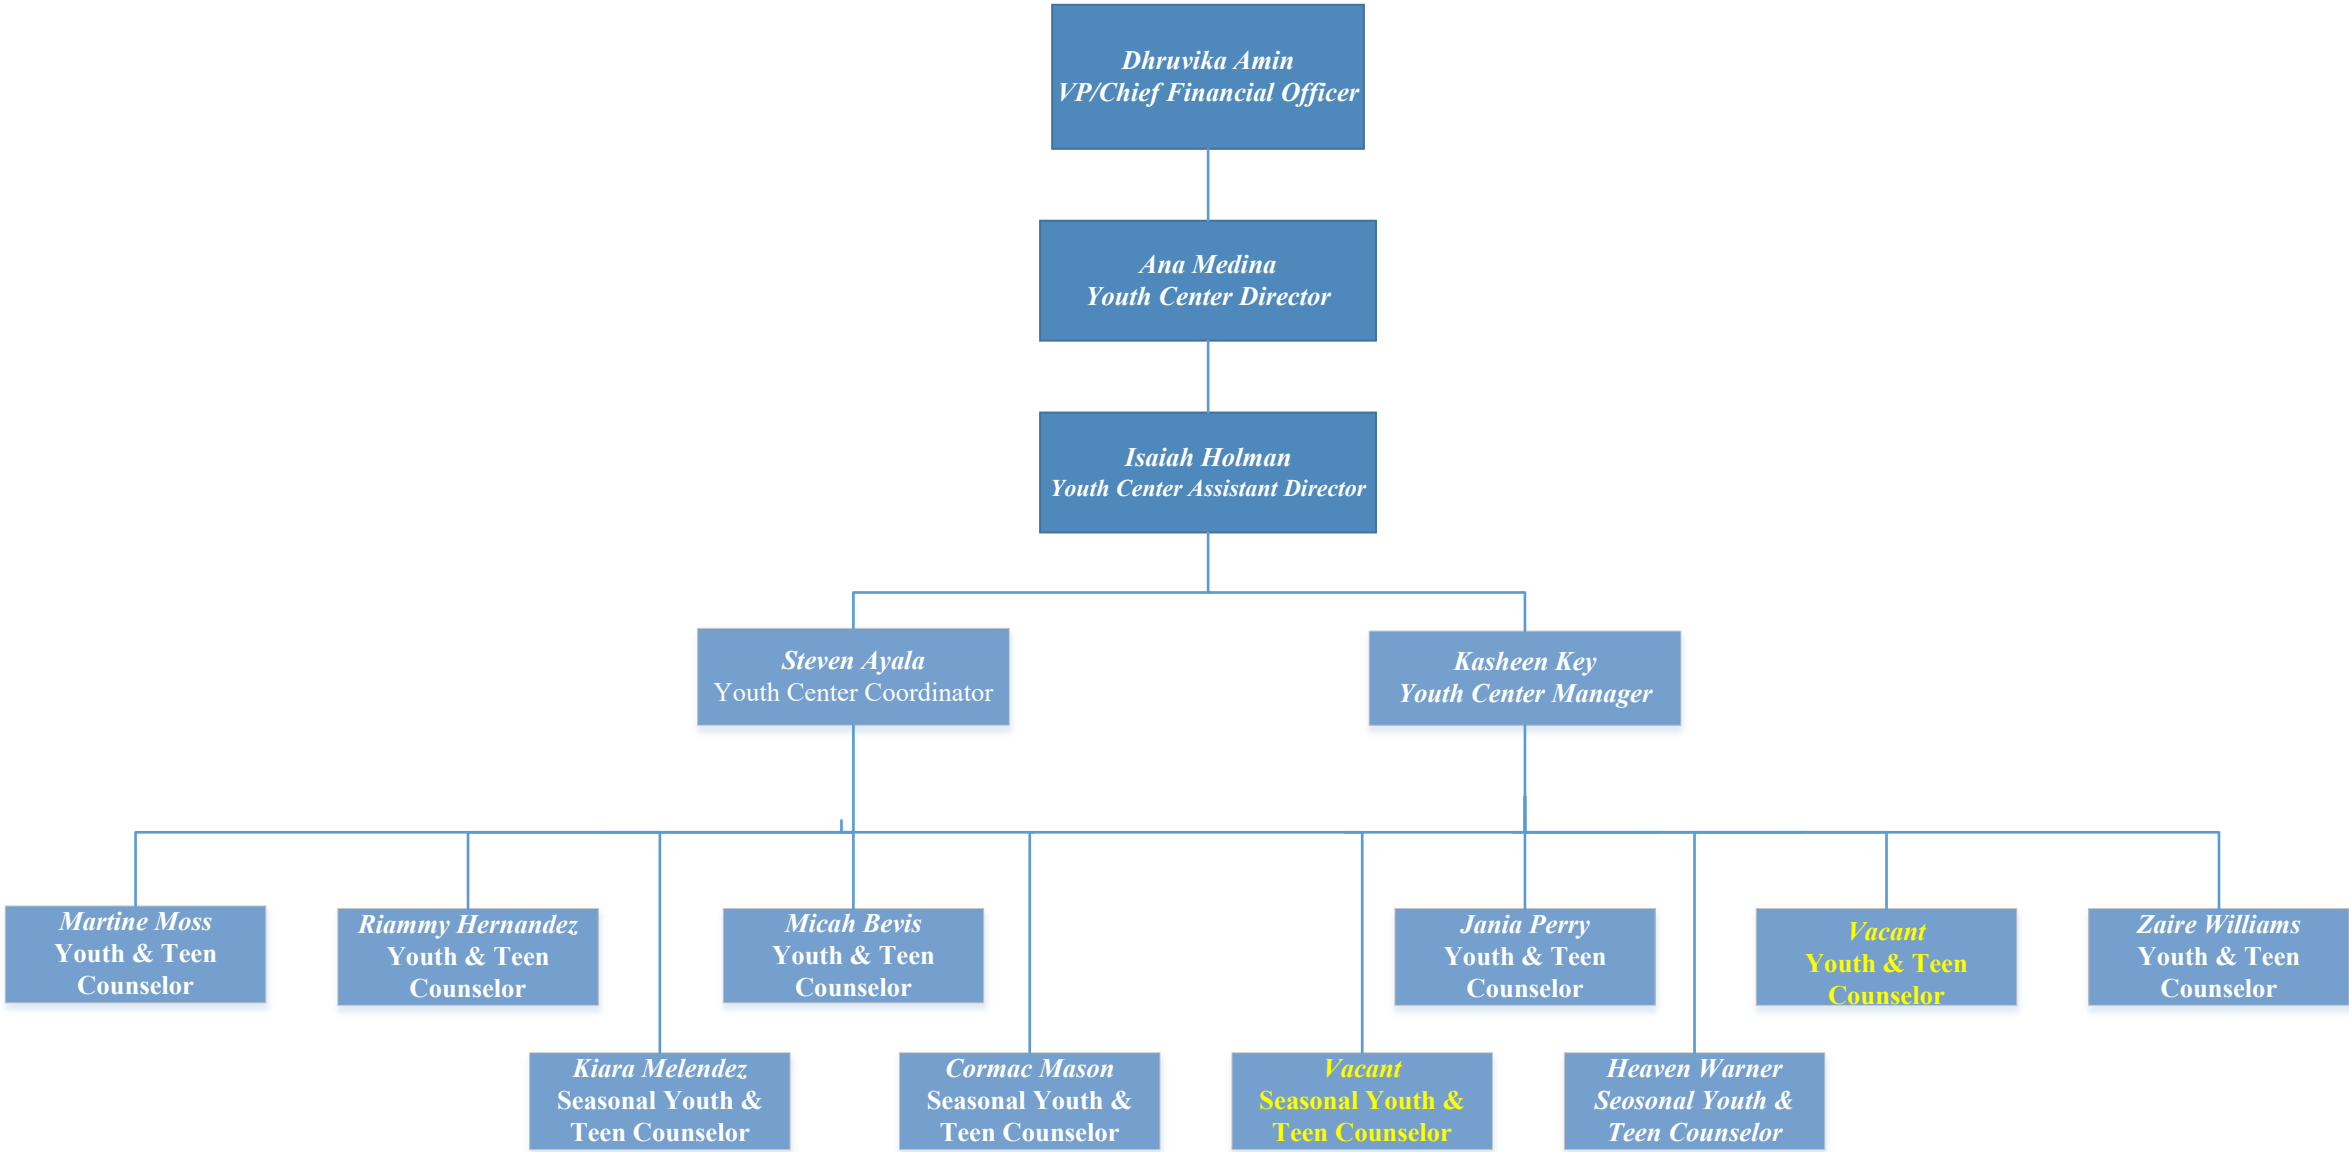 Dhruvika Amin
VP/Chief Financial Officer
Ana Medina
Youth Center Director
Isaiah Holman
Youth Center Assistant Director
Steven Ayala
Youth Center Coordinator
Kasheen Key
Youth Center Manager
Martine Moss
Youth & Teen
Counselor
Riammy Hernandez
Youth & Teen
Counselor
Micah Bevis
Youth & Teen
Counselor
Jania Perry
Youth & Teen
Counselor
Vacant
Youth & Teen
Counselor
Zaire Williams
Youth & Teen
Counselor
Kiara Melendez
Seasonal Youth &
Teen Counselor
Cormac Mason
Seasonal Youth &
Teen Counselor
Vacant
Seasonal Youth &
Teen Counselor
Heaven Warner
Seosonal Youth &
Teen Counselor